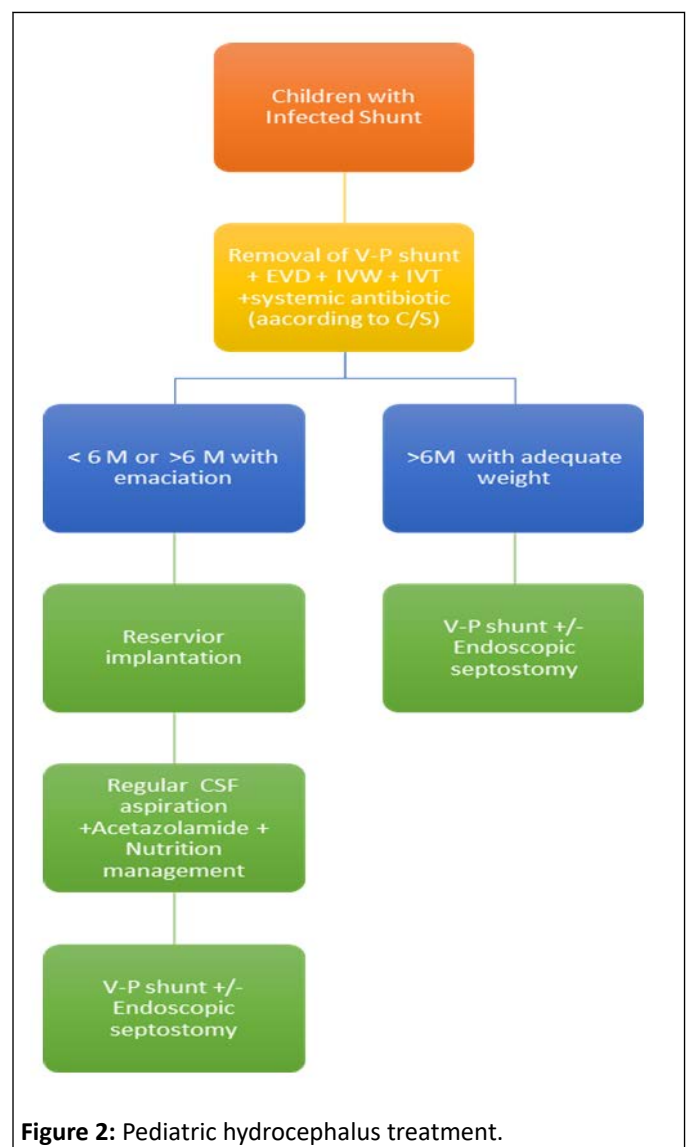 Children with
Infected Shunt
Removal of V-P shunt
+ EVD + IVW + IVT
+systemic antibiotic
(aacording to C/S)
< 6 M or >6 M with
emaciation
>6M with adequate
weight
Reservior
implantation
V-P shunt +/-
Endoscopic
septostomy
Regular CSF
aspiration
+Acetazolamide +
Nutrition
management
V-P shunt +/-
Endoscopic
septostomy
Figure 2: Pediatric hydrocephalus treatment.